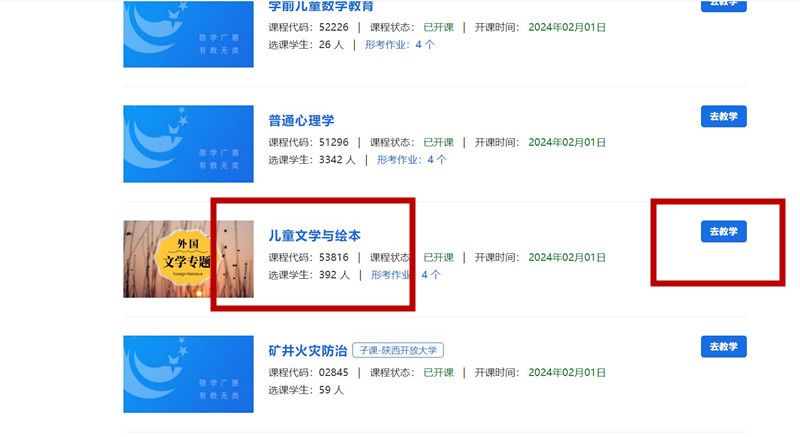 学前儿童数学教育
去教学
课程代码：52226 | 课程状态： 已开课 | 开课时间： 2024年02月01日
选课学生：26 人 | 形考作业：4 个
敬学广惠
有教无类
普通心理学
去教学
课程代码：51296 | 课程状态： 已开课 | 开课时间： 2024年02月01日
选课学生：3342 人 | 形考作业：4 个
敬学广惠
有教无类
儿童文学与绘本
去教学
课程代码：53816 | 课程状态 已开课 | 开课时间： 2024年02月01日
选课学生：392 人 | 形考作业 4 个
外国
文学专题
Foreign literature
矿井火灾防治 子课-陕西开放大学
去教学
课程代码：02845 | 课程状态： 已开课 | 开课时间： 2024年02月01日
选课学生：59 人
敬学广惠
有教无类